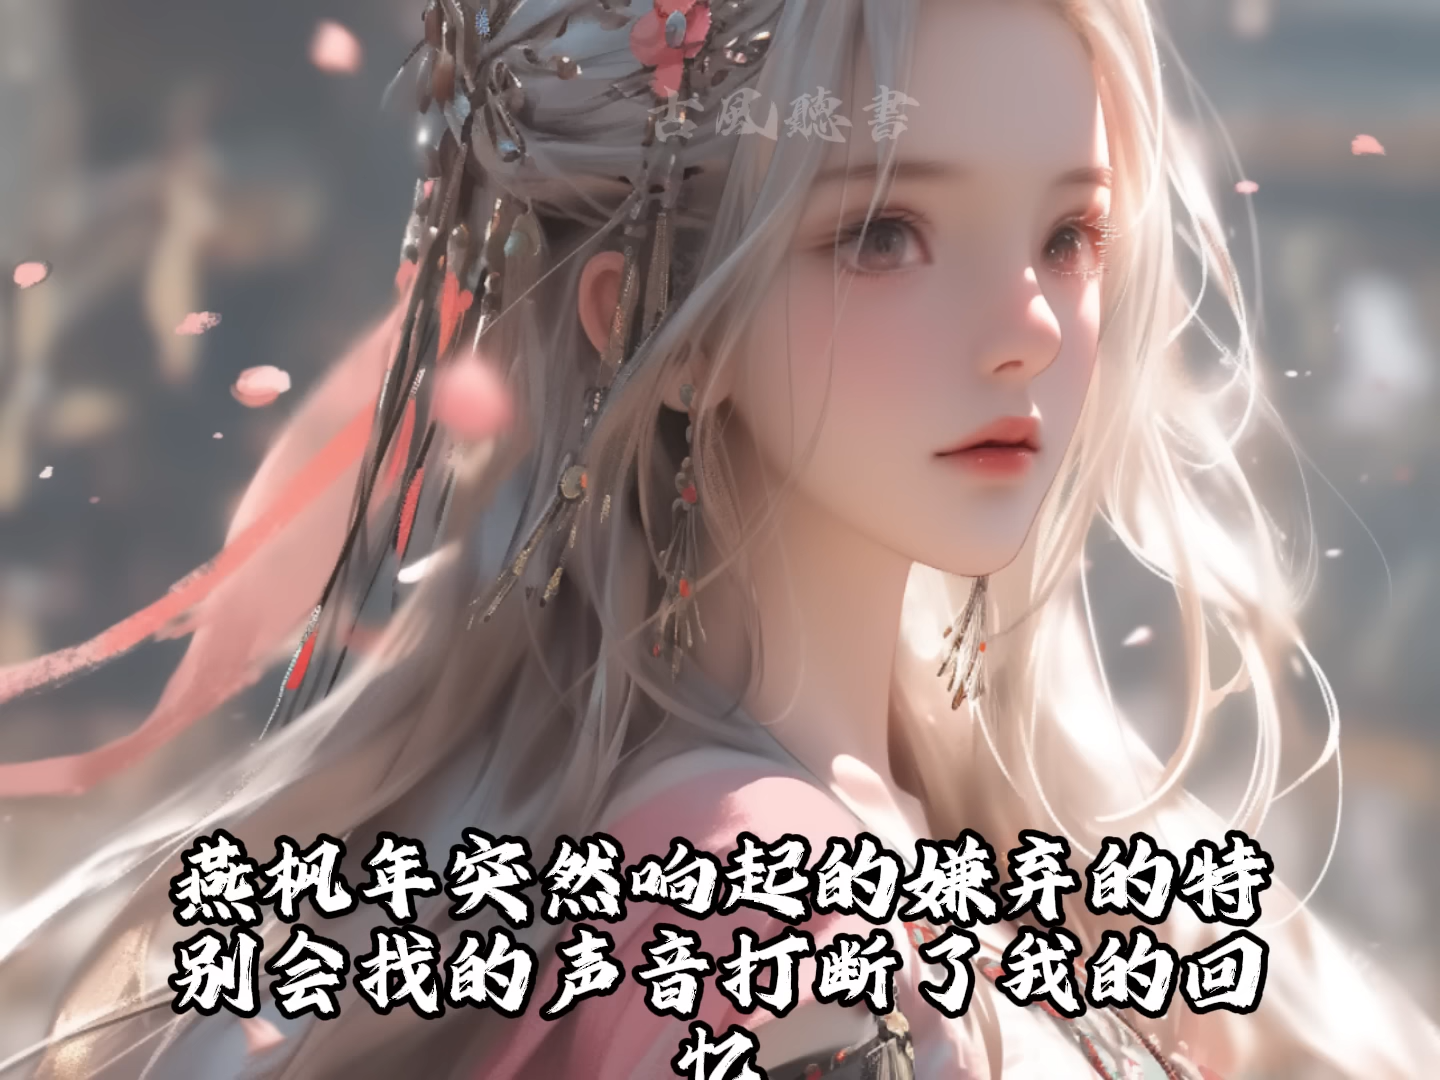 古風聽書
燕枫年突然响起的嫌弃的特
别会找的声音打断了我的回
忆